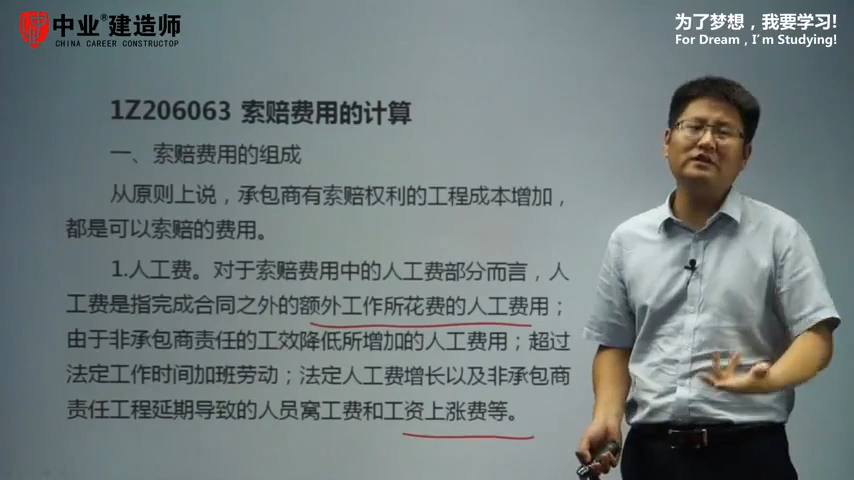 中业®建造师
CHINA CAREER CONSTRUCTOP
为了梦想，我要学习!
For Dream，I'm Studying!
1Z206063 索赔费用的计算
一、索赔费用的组成
从原则上说，承包商有索赔权利的工程成本增加，
都是可以索赔的费用。
1.人工费。对于索赔费用中的人工费部分而言，人
工费是指完成合同之外的额外工作所花费的人工费用；
由于非承包商责任的工效降低所增加的人工费用；超过
法定工作时间加班劳动；法定人工费增长以及非承包商
责任工程延期导致的人员窝工费和工资上涨费等。